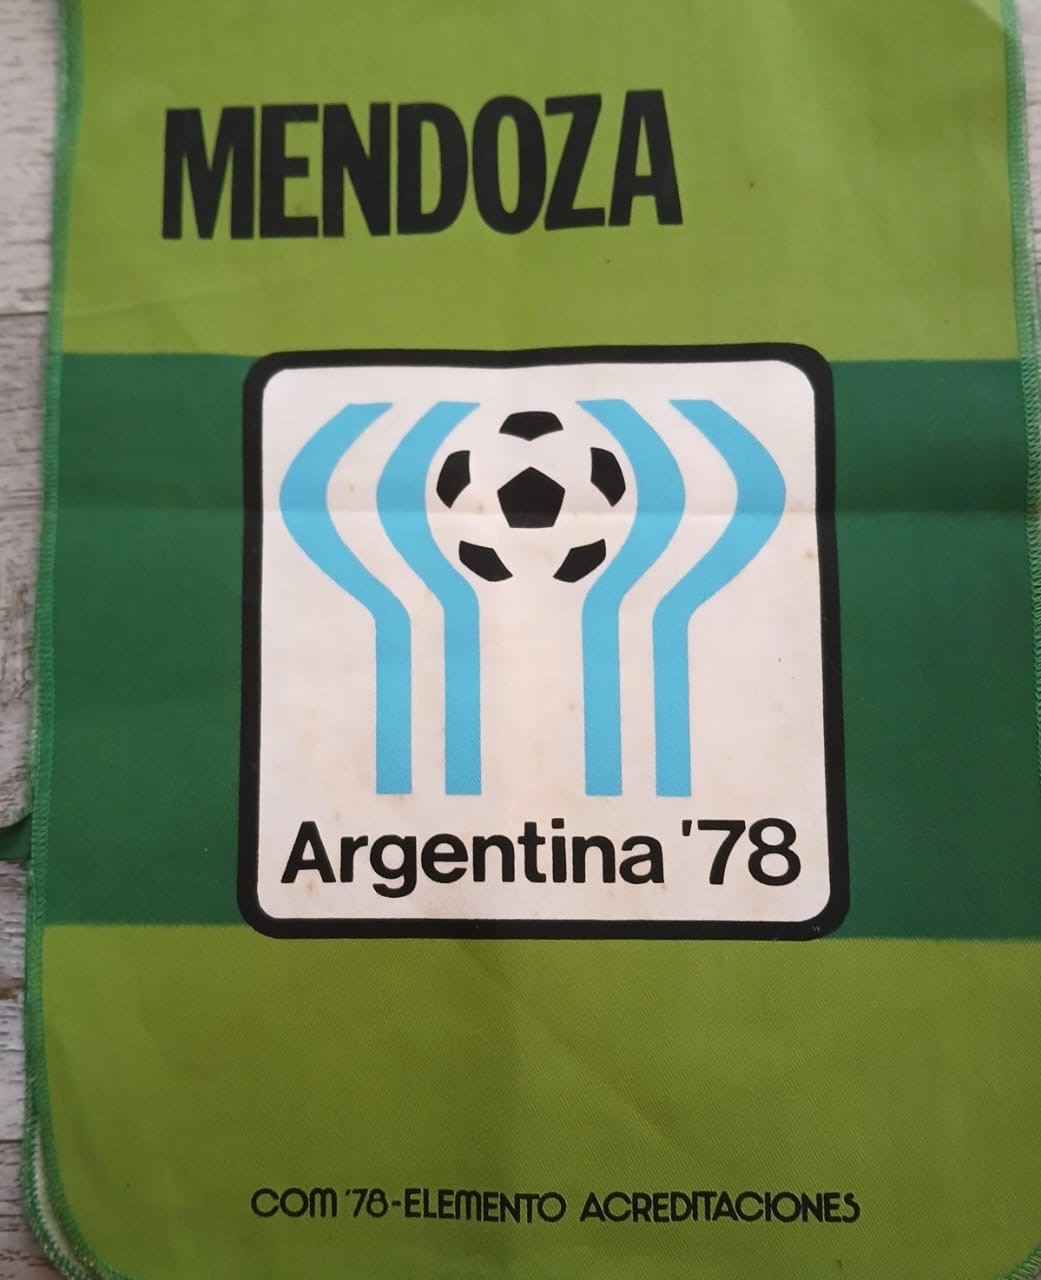 MENDOZA
Argentina '78
COM '78-ELEMENTO ACREDITACIONES